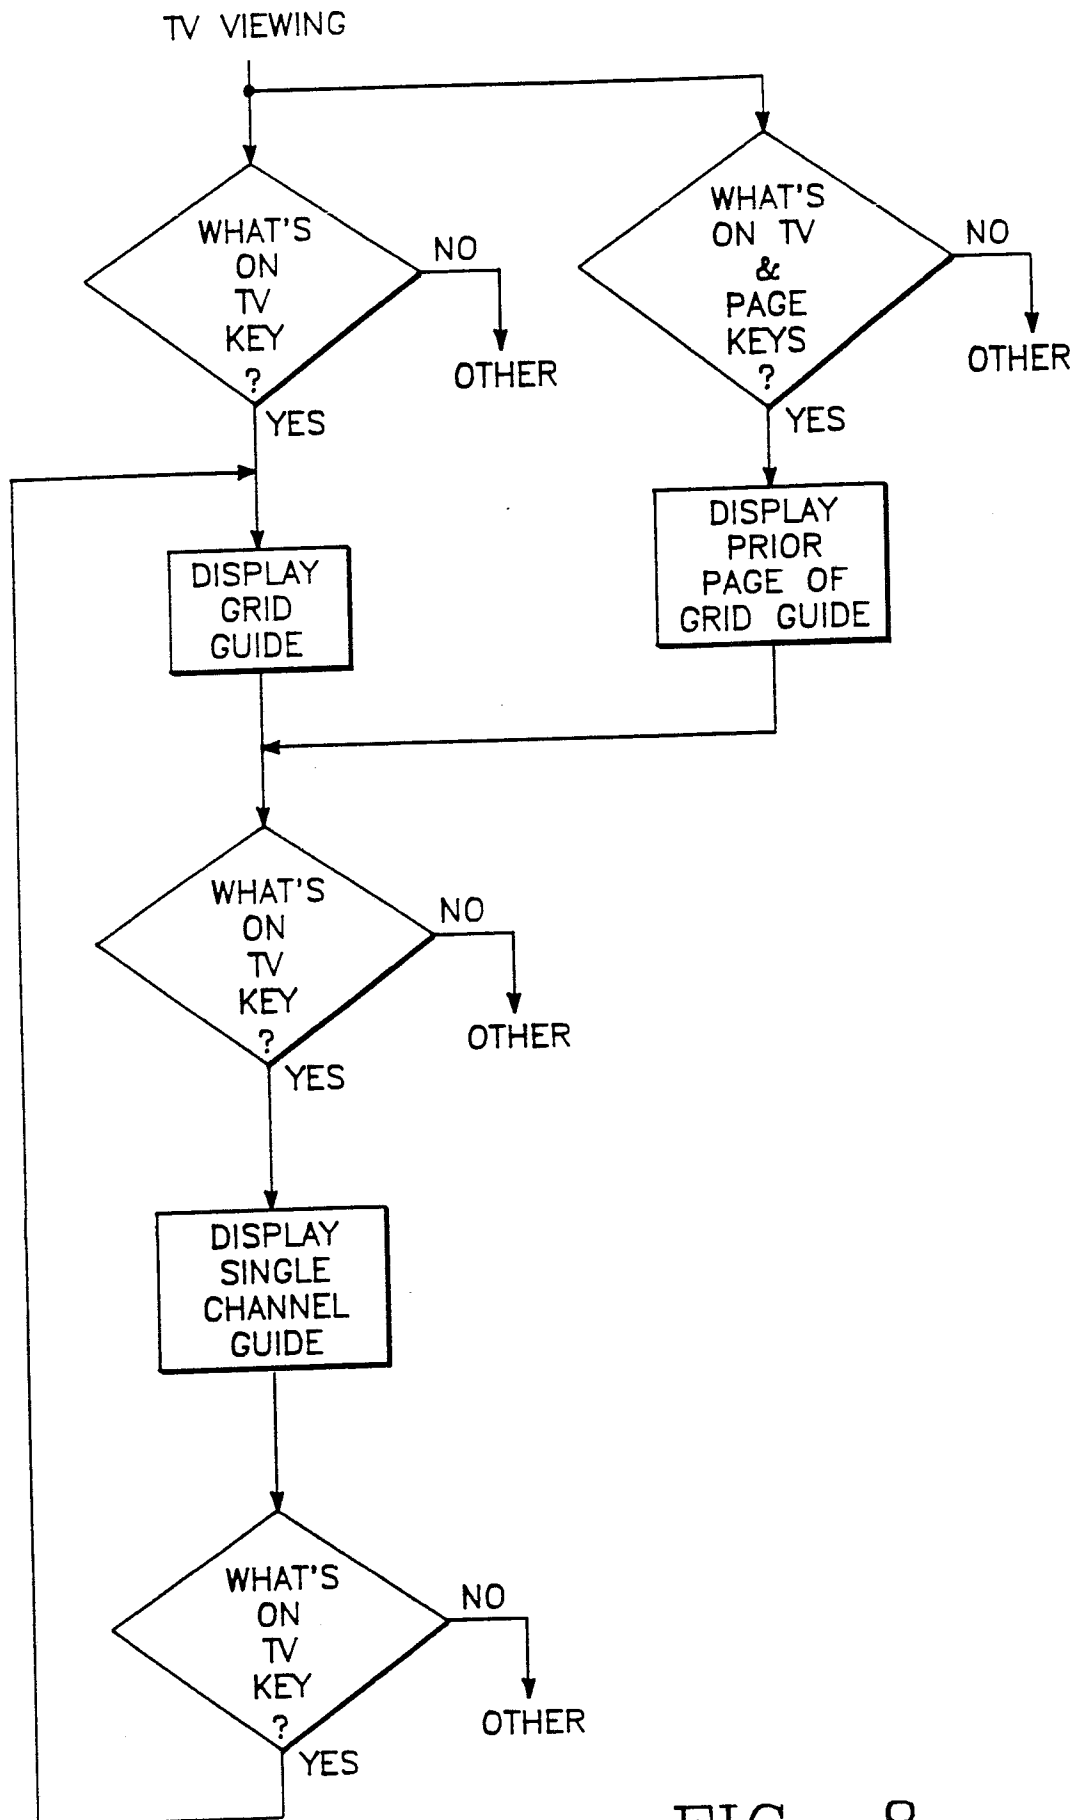 TV VIEWING
WHAT'S
ON
TV
KEY
?
NO
OTHER
YES
WHAT'S
ON TV
&
PAGE
KEYS
?
NO
OTHER
YES
DISPLAY
GRID
GUIDE
DISPLAY
PRIOR
PAGE OF
GRID GUIDE
WHAT'S
ON
TV
KEY
?
NO
OTHER
YES
DISPLAY
SINGLE
CHANNEL
GUIDE
WHAT'S
ON
TV
KEY
?
NO
OTHER
YES
FIG. 8